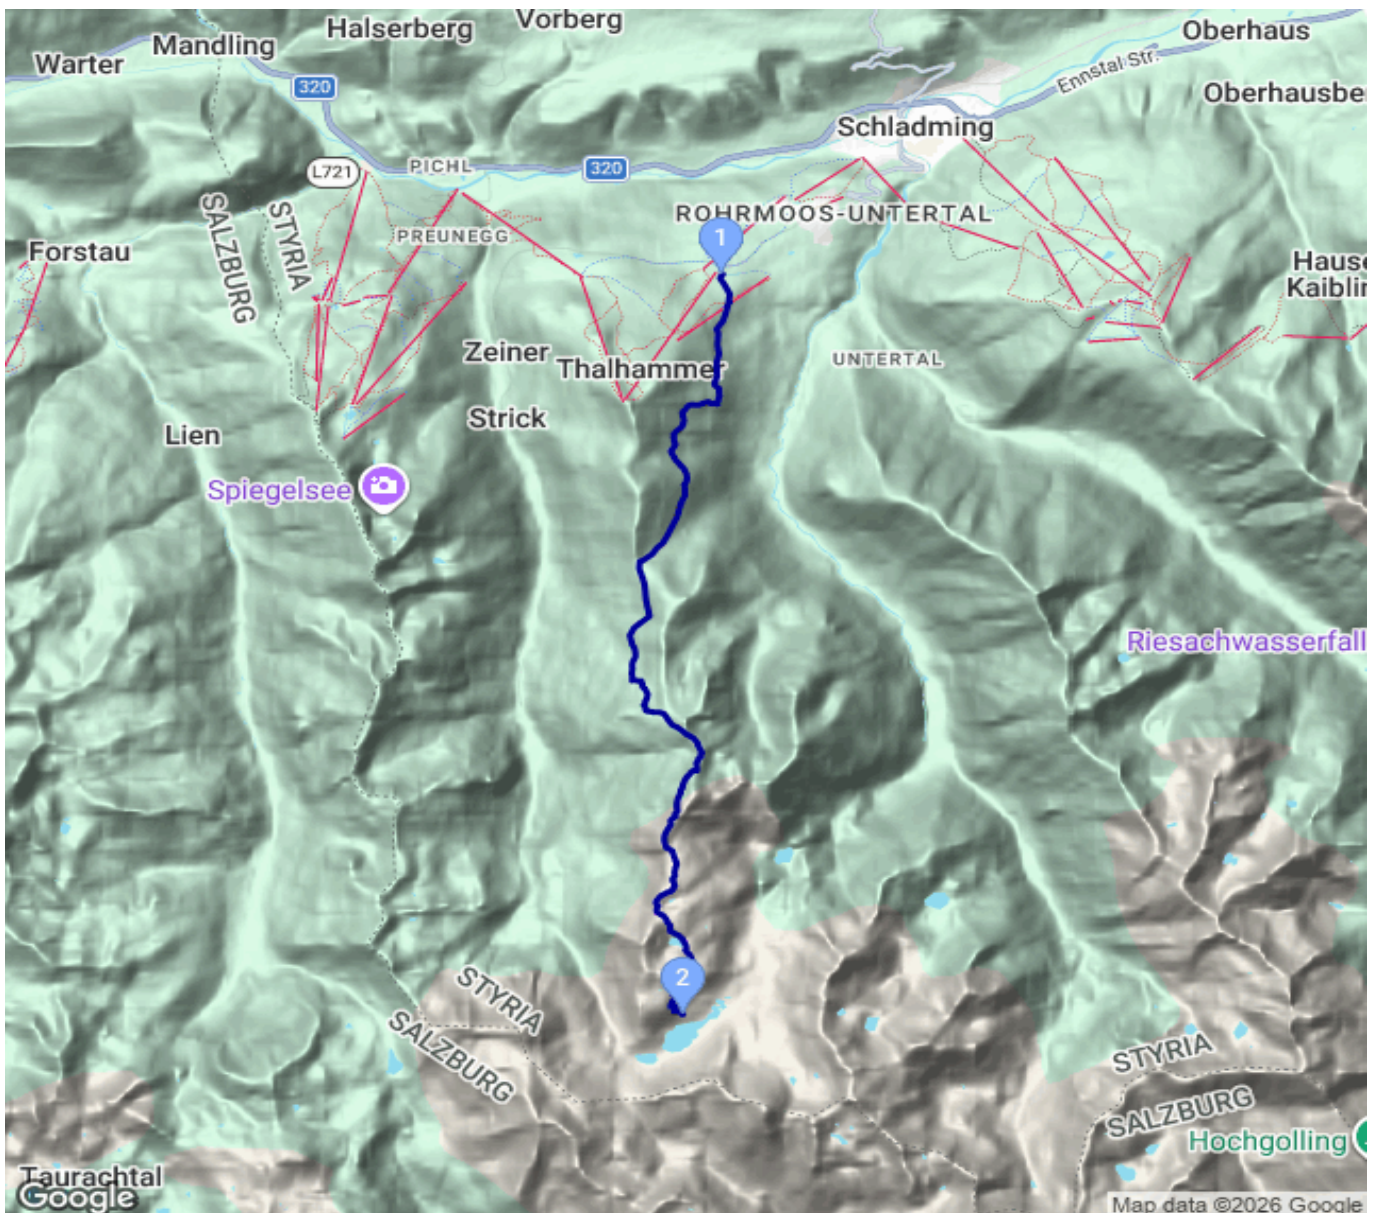 Vorberg
Halserberg
Oberhaus
Mandling
Warter
320
Ennstal Str.
Oberhausbe
Schladming
PICHL
320
L721
SALZBURG
STYRIA
ROHRMOOS-UNTERTAL
1
PREUNEGG
Forstau
Hause
Kaiblin
Zeiner
Thalhammer
UNTERTAL
Strick
Lien
Spiegelsee
Riesachwasserfall
2
STYRIA
SALZBURG
STYRIA
SALZBURG
Hochgolling
Taurachtal
Google
Map data ©2026 Google